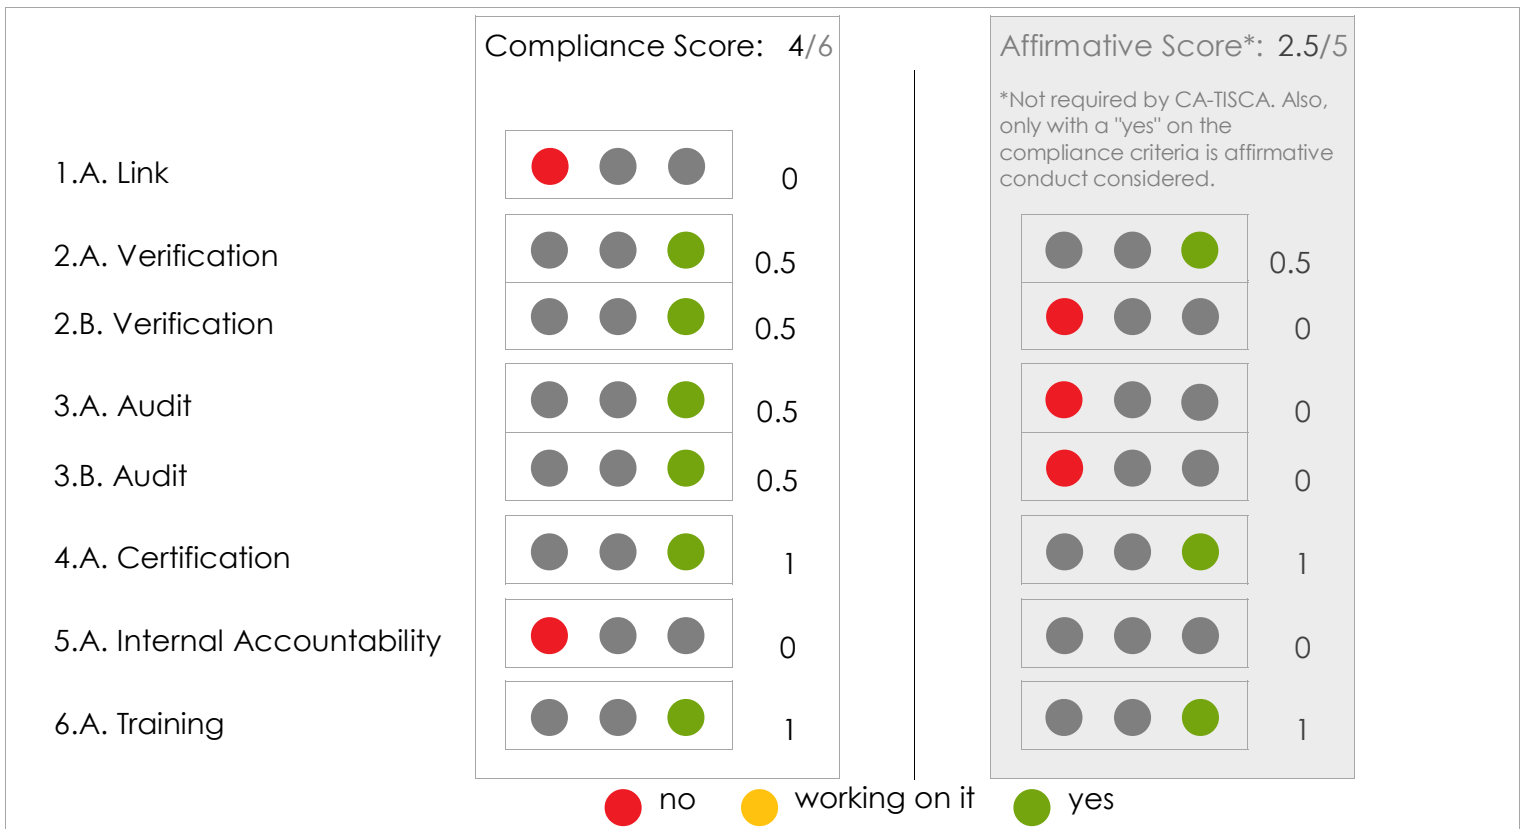 Compliance Score: 4/6
Affirmative Score*: 2.5/5
*Not required by CA-TISCA. Also,
only with a "yes" on the
compliance criteria is affirmative
conduct considered.
1.A. Link 0
2.A. Verification 0.5 0.5
2.B. Verification 0.5 0
3.A. Audit 0.5 0
3.B. Audit 0.5 0
4.A. Certification 1 1
5.A. Internal Accountability 0 0
6.A. Training 1 1
no working on it yes